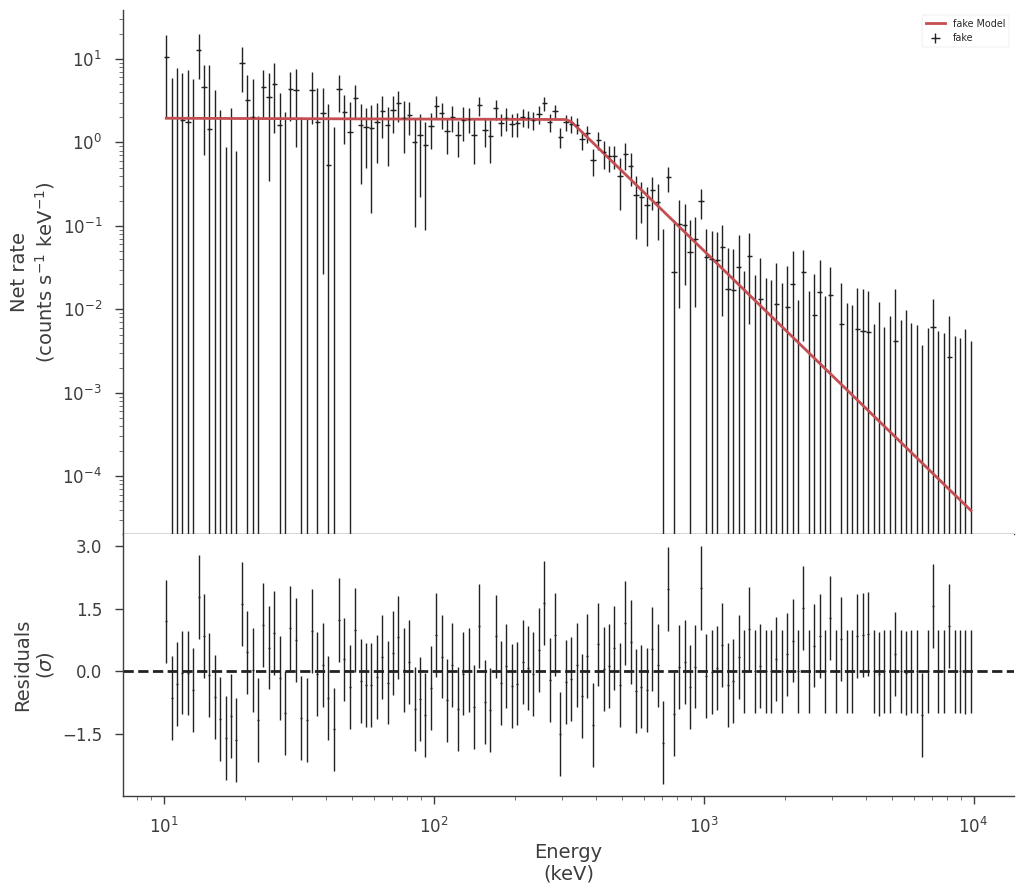 fake Model
fake
10¹
10⁰
10⁻¹
10⁻²
10⁻³
10⁻⁴
Net rate
(counts s⁻¹ keV⁻¹)
3.0
1.5
0.0
−1.5
Residuals
(σ)
10¹
10²
10³
10⁴
Energy
(keV)